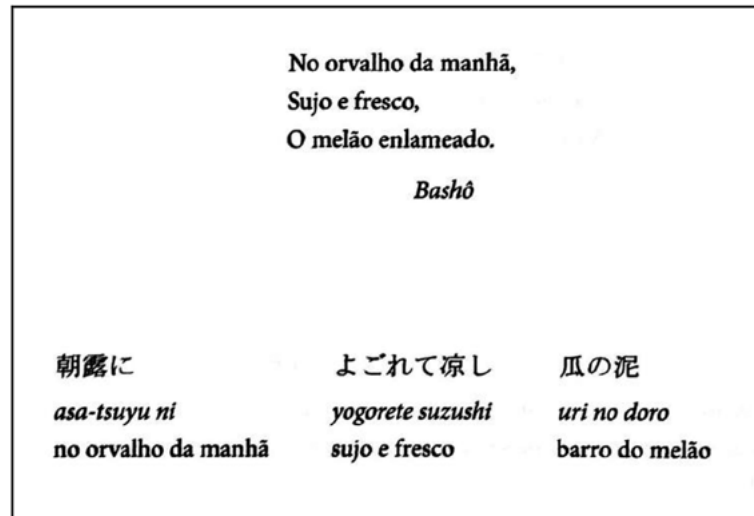 No orvalho da manhã,
Sujo e fresco,
O melão enlameado.
Bashô
朝露に よごれて凉し 瓜の泥
asa-tsuyu ni yogorete suzushi uri no doro
no orvalho da manhã sujo e fresco barro do melão